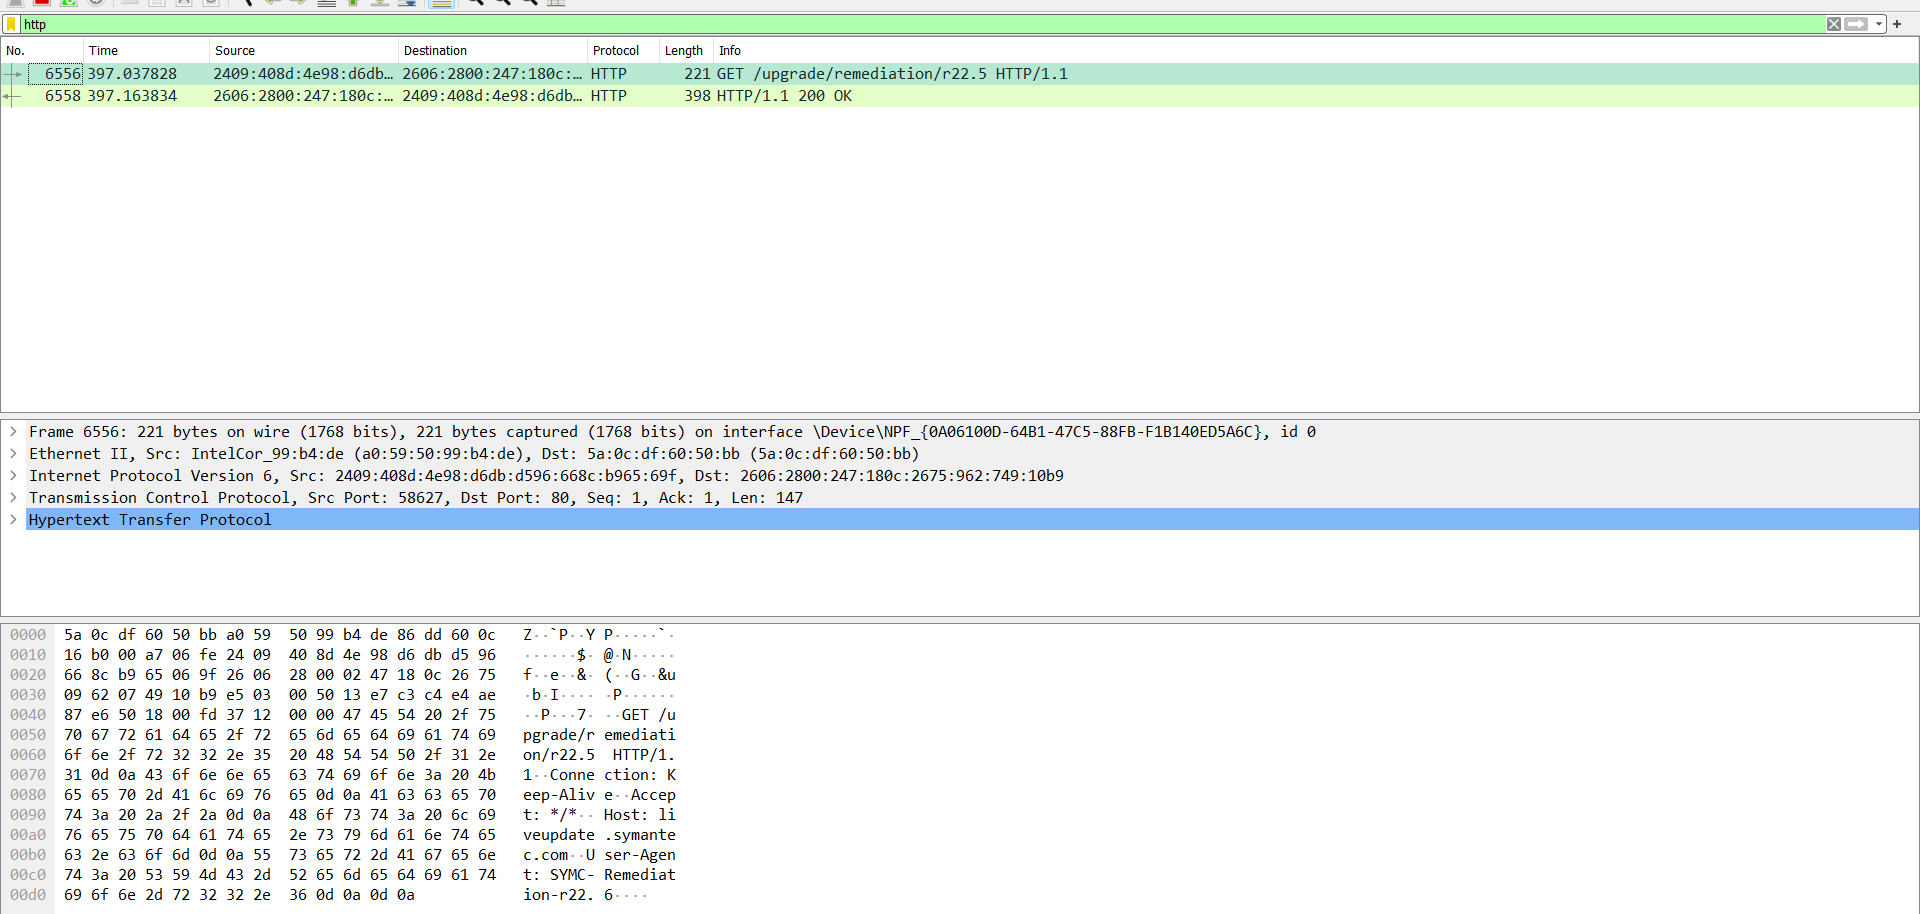 http
No. Time Source Destination Protocol Length Info
6556 397.037828 2409:408d:4e98:d6db… 2606:2800:247:180c:… HTTP 221 GET /upgrade/remediation/r22.5 HTTP/1.1
6558 397.163834 2606:2800:247:180c:… 2409:408d:4e98:d6db… HTTP 398 HTTP/1.1 200 OK
Frame 6556: 221 bytes on wire (1768 bits), 221 bytes captured (1768 bits) on interface \Device\NPF_{0A06100D-64B1-47C5-88FB-F1B140ED5A6C}, id 0
Ethernet II, Src: IntelCor_99:b4:de (a0:59:50:99:b4:de), Dst: 5a:0c:df:60:50:bb (5a:0c:df:60:50:bb)
Internet Protocol Version 6, Src: 2409:408d:4e98:d6db:d596:668c:b965:69f, Dst: 2606:2800:247:180c:2675:962:749:10b9
Transmission Control Protocol, Src Port: 58627, Dst Port: 80, Seq: 1, Ack: 1, Len: 147
Hypertext Transfer Protocol
0000 5a 0c df 60 50 bb a0 59 50 99 b4 de 86 dd 60 0c Z··`P··Y P·····`·
0010 16 b0 00 a7 06 fe 24 09 40 8d 4e 98 d6 db d5 96 ······$· @·N·····
0020 66 8c b9 65 06 9f 26 06 28 00 02 47 18 0c 26 75 f··e··&· (··G··&u
0030 09 62 07 49 10 b9 e5 03 00 50 13 e7 c3 c4 e4 ae ·b·I···· ·P······
0040 87 e6 50 18 00 fd 37 12 00 00 47 45 54 20 2f 75 ··P···7· ··GET /u
0050 70 67 72 61 64 65 2f 72 65 6d 65 64 69 61 74 69 pgrade/r emediati
0060 6f 6e 2f 72 32 32 2e 35 20 48 54 54 50 2f 31 2e on/r22.5 HTTP/1.
0070 31 0d 0a 43 6f 6e 6e 65 63 74 69 6f 6e 3a 20 4b 1··Conne ction: K
0080 65 65 70 2d 41 6c 69 76 65 0d 0a 41 63 63 65 70 eep-Aliv e··Accep
0090 74 3a 20 2a 2f 2a 0d 0a 48 6f 73 74 3a 20 6c 69 t: */*·· Host: li
00a0 76 65 75 70 64 61 74 65 2e 73 79 6d 61 6e 74 65 veupdate .symante
00b0 63 2e 63 6f 6d 0d 0a 55 73 65 72 2d 41 67 65 6e c.com··U ser-Agen
00c0 74 3a 20 53 59 4d 43 2d 52 65 6d 65 64 69 61 74 t: SYMC- Remediat
00d0 69 6f 6e 2d 72 32 32 2e 36 0d 0a 0d 0a ion-r22. 6····